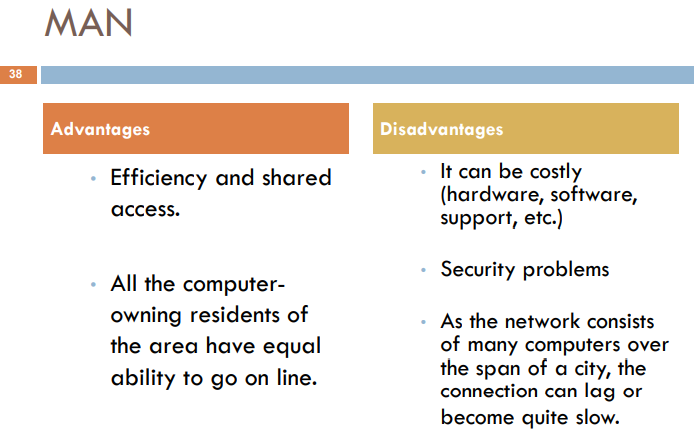 MAN
38
Advantages
• Efficiency and shared
access.
• All the computer-
owning residents of
the area have equal
ability to go on line.
Disadvantages
• It can be costly
(hardware, software,
support, etc.)
• Security problems
• As the network consists
of many computers over
the span of a city, the
connection can lag or
become quite slow.